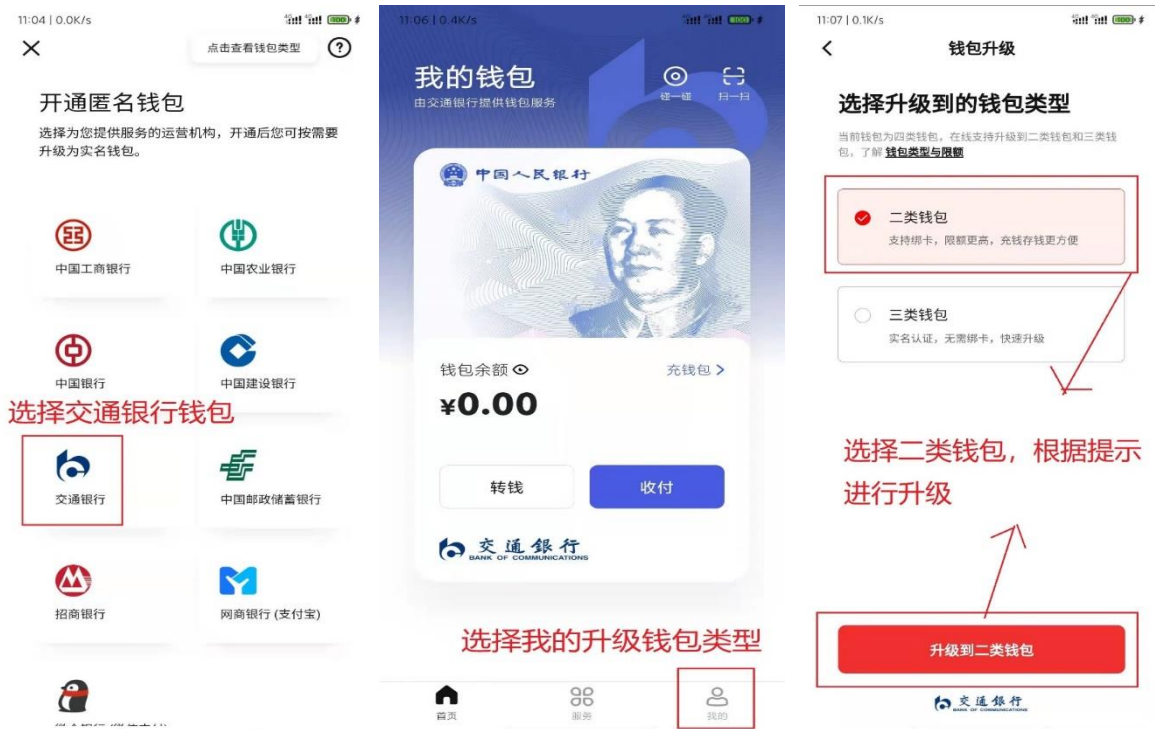 11:04 | 0.0K/s
点击查看钱包类型
开通匿名钱包
选择为您提供服务的运营机构，开通后您可按需要
升级为实名钱包。
中国工商银行
中国农业银行
中国银行
中国建设银行
选择交通银行钱包
交通银行
中国邮政储蓄银行
招商银行
网商银行 (支付宝)
11:06 | 0.4K/s
我的钱包
由交通银行提供钱包服务
碰一碰
扫一扫
中国人民银行
钱包余额
充钱包
¥0.00
转钱
收付
交通銀行
BANK OF COMMUNICATIONS
选择我的升级钱包类型
首页
服务
我的
11:07 | 0.1K/s
钱包升级
选择升级到的钱包类型
当前钱包为四类钱包，在线支持升级到二类钱包和三类钱
包，了解 钱包类型与限额
二类钱包
支持绑卡，限额更高，充钱存钱更方便
三类钱包
实名认证，无需绑卡，快速升级
选择二类钱包，根据提示
进行升级
升级到二类钱包
交通銀行
BANK OF COMMUNICATIONS